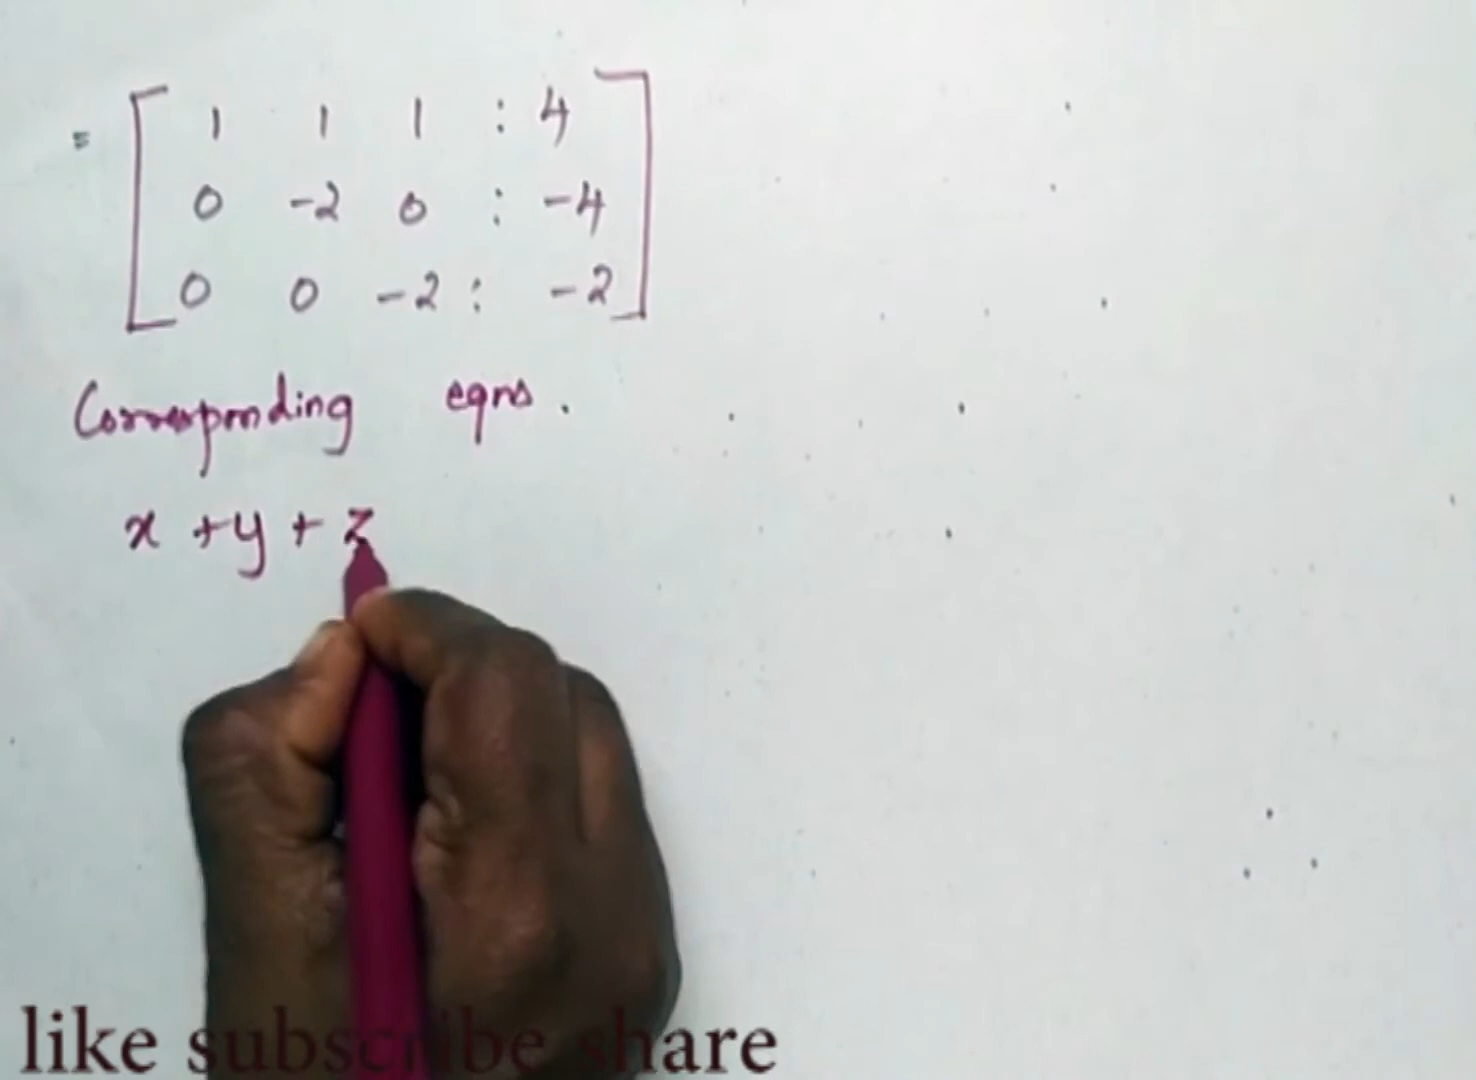 = [ 1 1 1 : 4
0 -2 0 : -4
0 0 -2 : -2 ]
Corresponding eqns.
x + y + z
like subscribe share